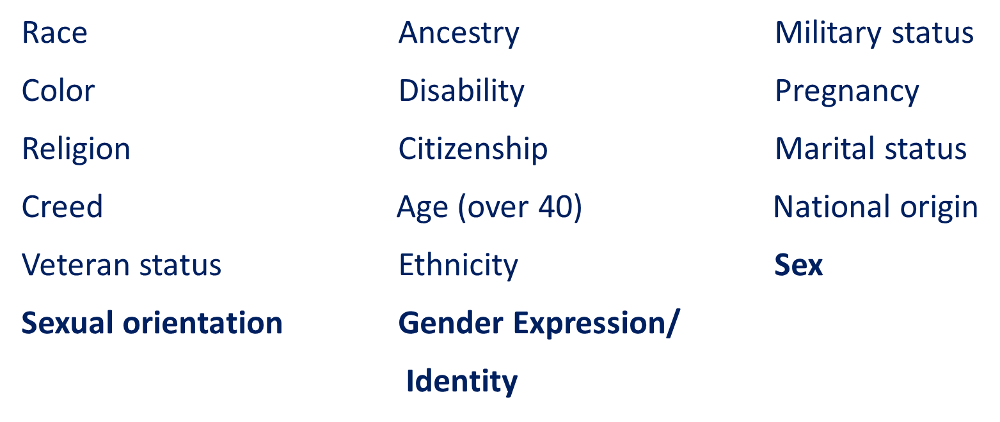 Race
Color
Religion
Creed
Veteran status
Sexual orientation
Ancestry
Disability
Citizenship
Age (over 40)
Ethnicity
Gender Expression/
Identity
Military status
Pregnancy
Marital status
National origin
Sex